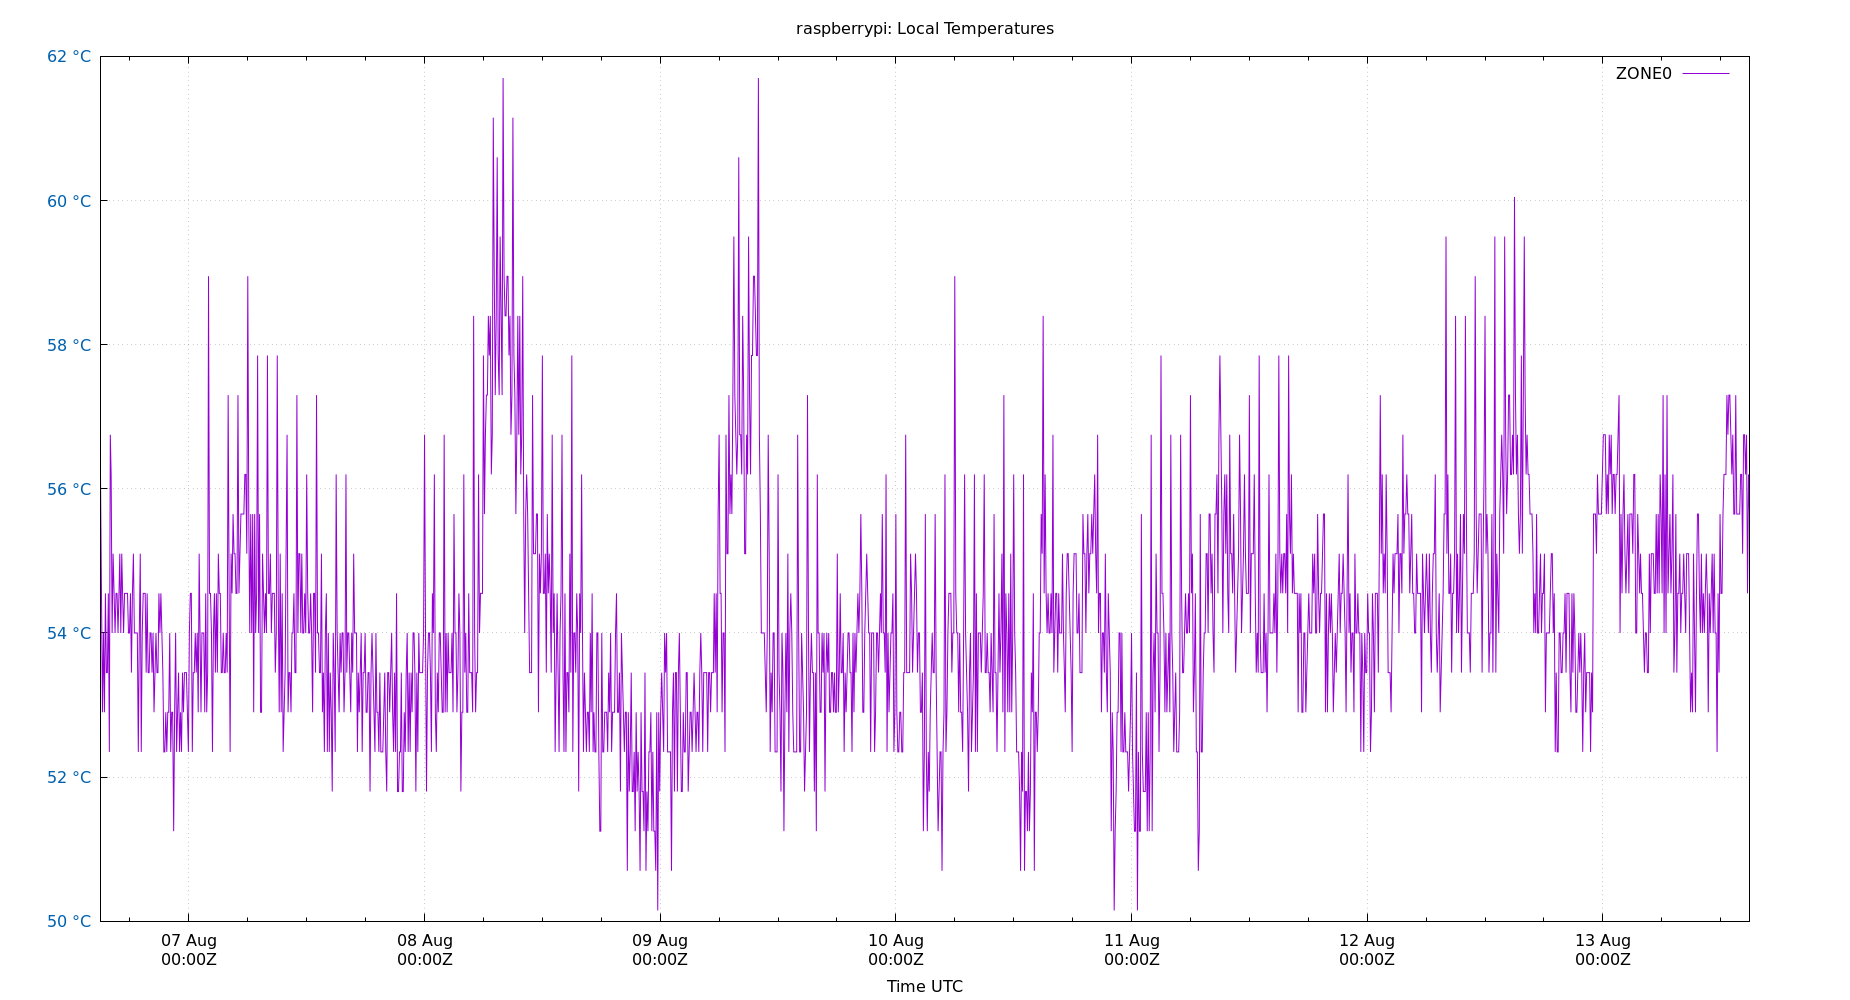 raspberrypi: Local Temperatures
62 °C
ZONE0
60 °C
58 °C
56 °C
54 °C
52 °C
50 °C
07 Aug 08 Aug 09 Aug 10 Aug 11 Aug 12 Aug 13 Aug
00:00Z 00:00Z 00:00Z 00:00Z 00:00Z 00:00Z 00:00Z
Time UTC